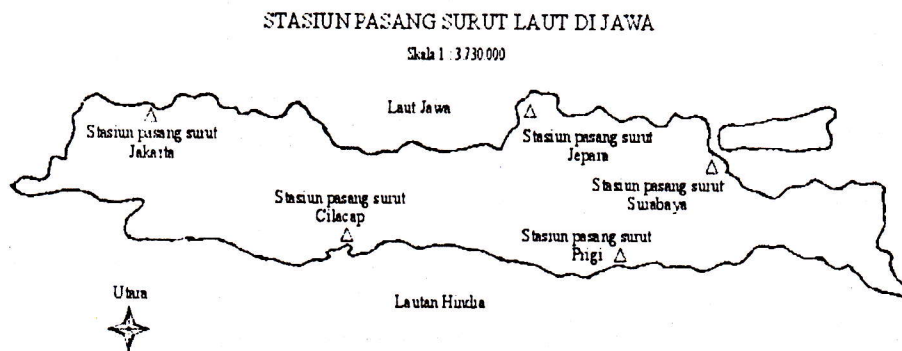 STASIUN PASANG SURUT LAUT DI JAWA
Skala 1 : 3.730.000
Laut Jawa
Stasiun pasang surut
Jakarta
Stasiun pasang surut
Jepara
Stasiun pasang surut
Surabaya
Stasiun pasang surut
Cilacap
Stasiun pasang surut
Prigi
Utara
Lautan Hindia